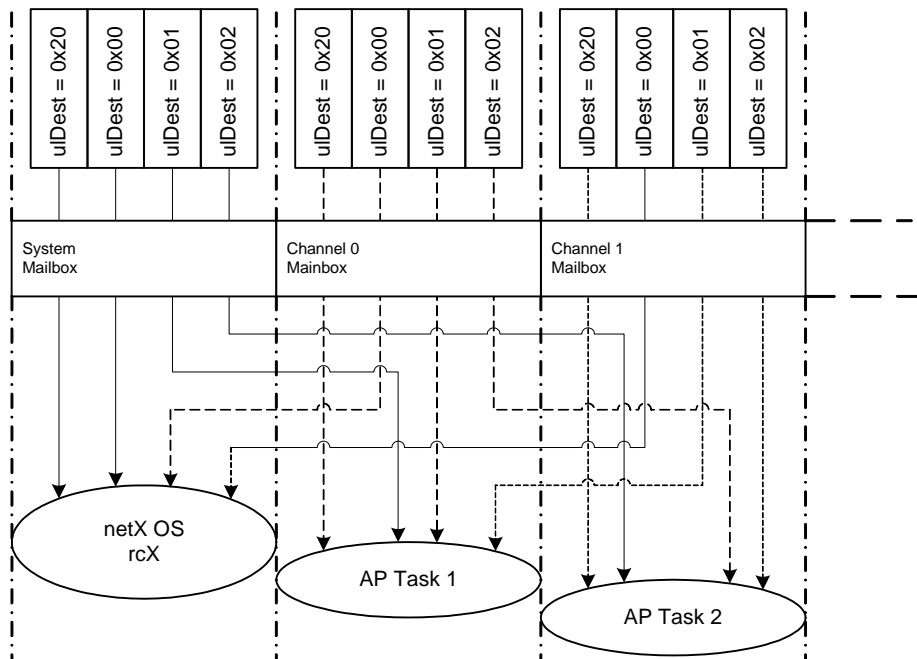 ulDest = 0x20
ulDest = 0x00
ulDest = 0x01
ulDest = 0x02
ulDest = 0x20
ulDest = 0x00
ulDest = 0x01
ulDest = 0x02
ulDest = 0x20
ulDest = 0x00
ulDest = 0x01
ulDest = 0x02
System
Mailbox
Channel 0
Mainbox
Channel 1
Mailbox
netX OS
rcX
AP Task 1
AP Task 2